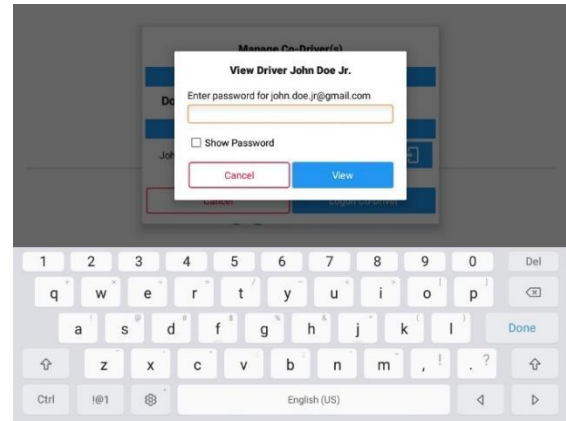 Manage Co-Driver(s)
View Driver John Doe Jr.
Do
Enter password for john.doe.jr@gmail.com
Show Password
Joh
Cancel View
Cancel Logon Co-Driver
1 2 3 4 5 6 7 8 9 0 Del
q w e r t y u i o p
a s d f g h j k l Done
z x c v b n m , ! . ?
Ctrl !@1 English (US)